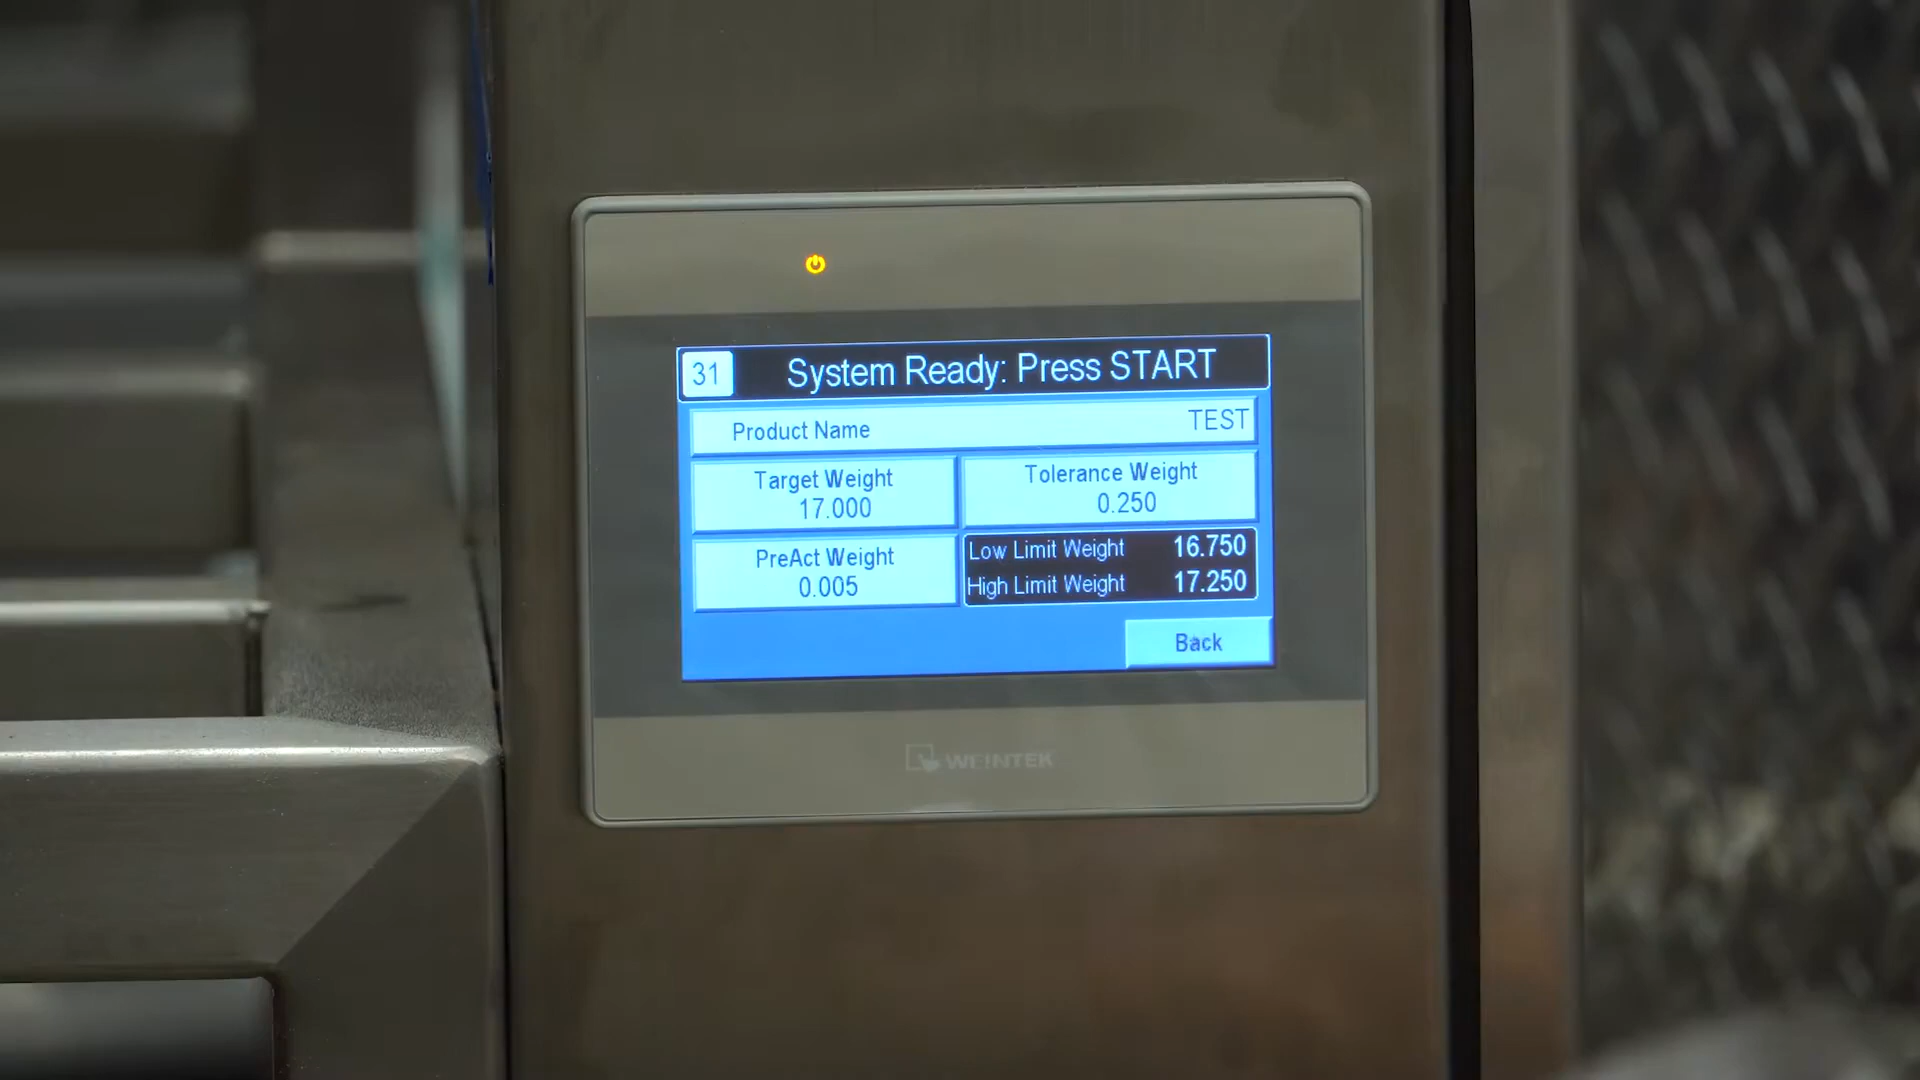 31 System Ready: Press START
Product Name TEST
Target Weight
17.000
Tolerance Weight
0.250
PreAct Weight
0.005
Low Limit Weight 16.750
High Limit Weight 17.250
Back
WEINTEK